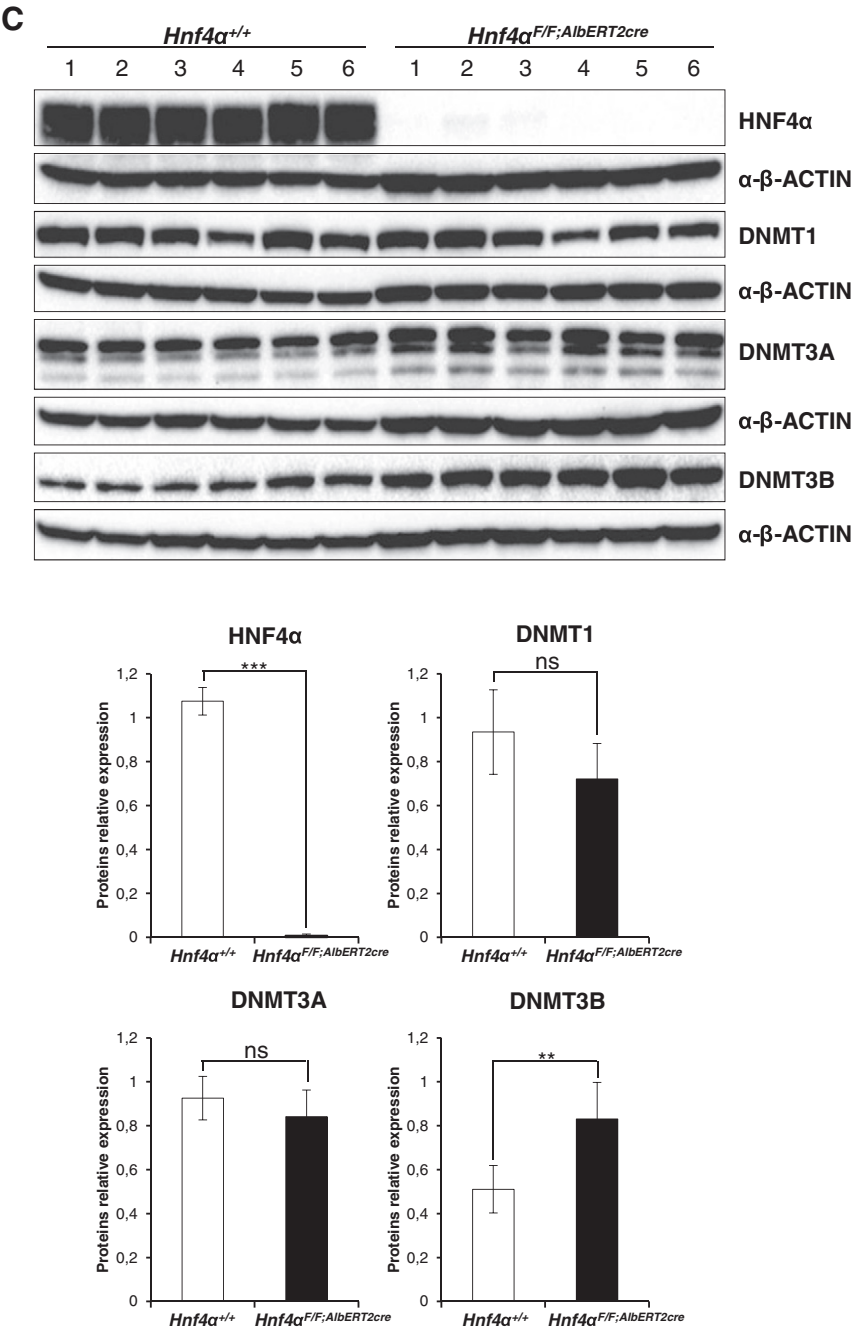 C
Hnf4α+/+ Hnf4αF/F;AlbERT2cre
1 2 3 4 5 6 1 2 3 4 5 6
HNF4α
α-β-ACTIN
DNMT1
α-β-ACTIN
DNMT3A
α-β-ACTIN
DNMT3B
α-β-ACTIN
HNF4α
***
Proteins relative expression
1,2
1
0,8
0,6
0,4
0,2
0
Hnf4α+/+ Hnf4αF/F;AlbERT2cre
DNMT1
ns
Proteins relative expression
1,2
1
0,8
0,6
0,4
0,2
0
Hnf4α+/+ Hnf4αF/F;AlbERT2cre
DNMT3A
ns
Proteins relative expression
1,2
1
0,8
0,6
0,4
0,2
0
Hnf4α+/+ Hnf4αF/F;AlbERT2cre
DNMT3B
**
Proteins relative expression
1,2
1
0,8
0,6
0,4
0,2
0
Hnf4α+/+ Hnf4αF/F;AlbERT2cre